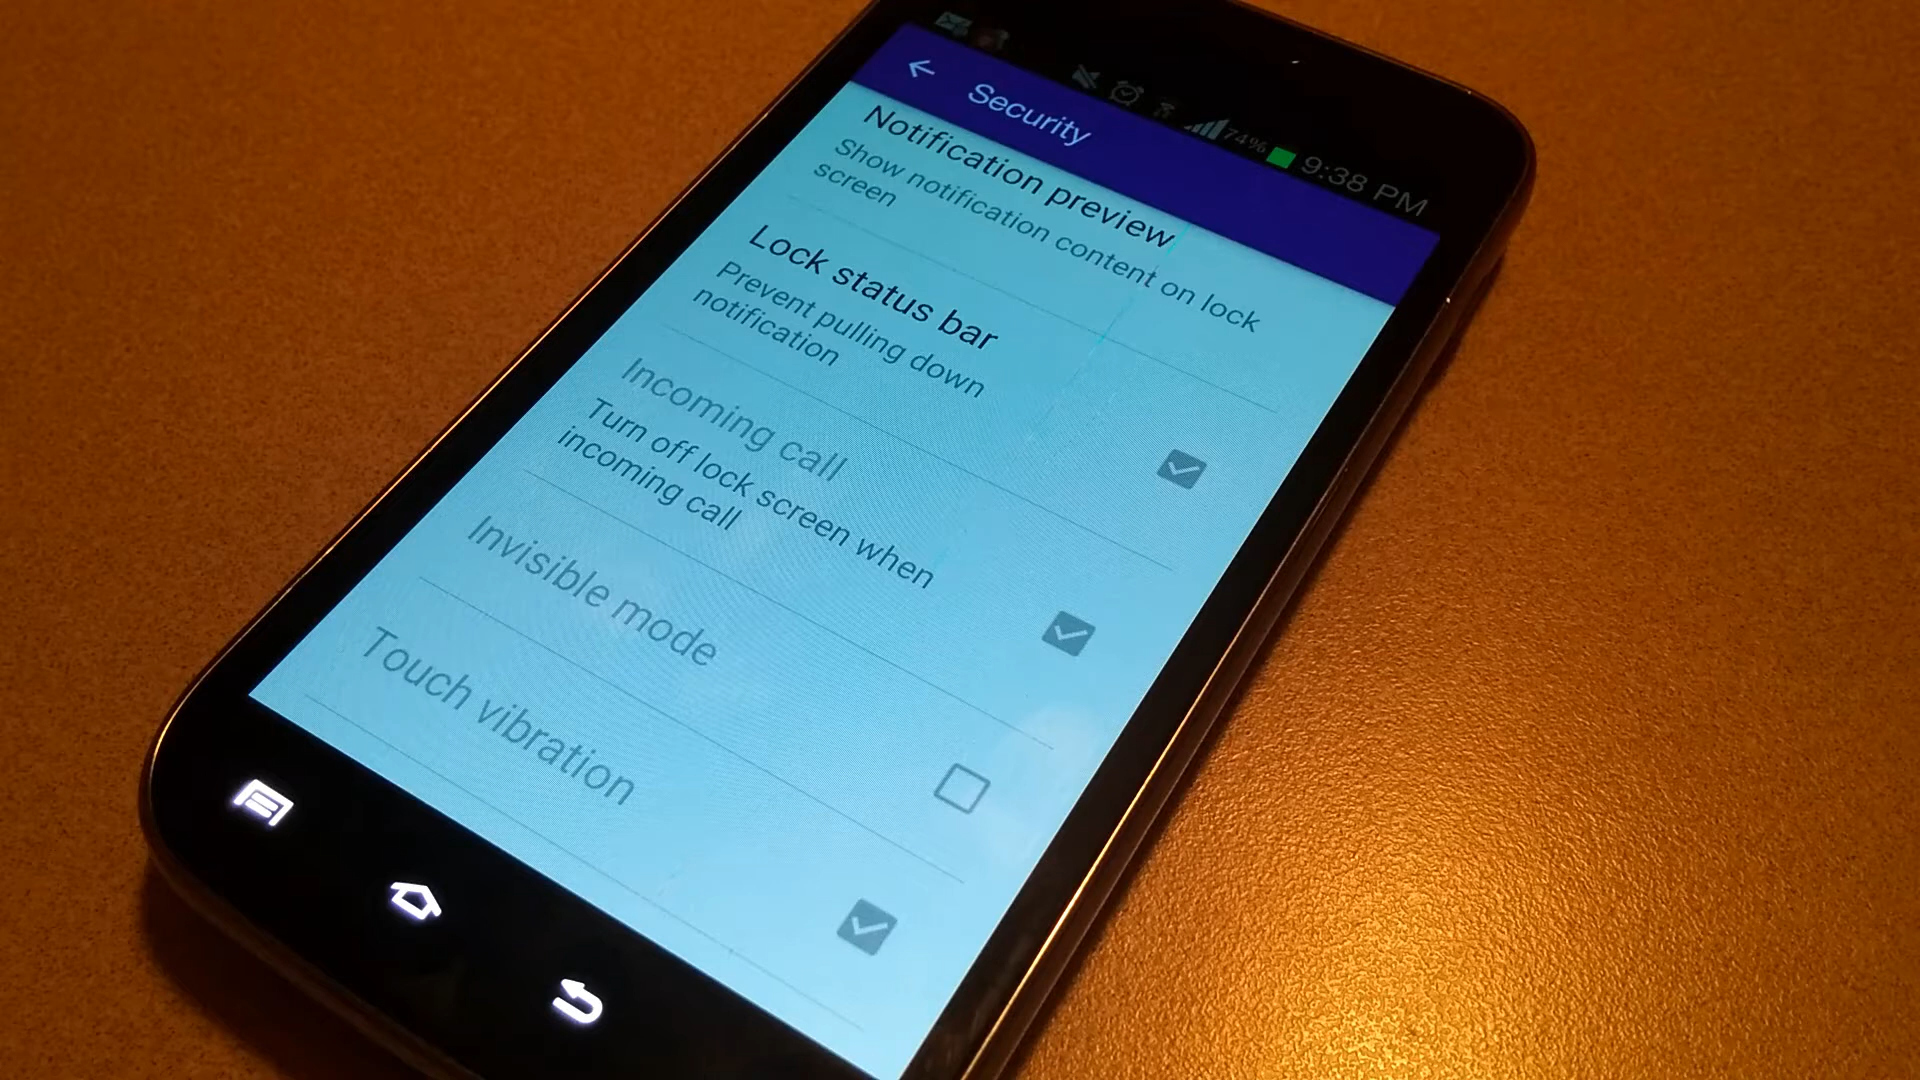 74% 9:38 PM
Security
Notification preview
Show notification content on lock
screen
Lock status bar
Prevent pulling down
notification
Incoming call
Turn off lock screen when
incoming call
Invisible mode
Touch vibration